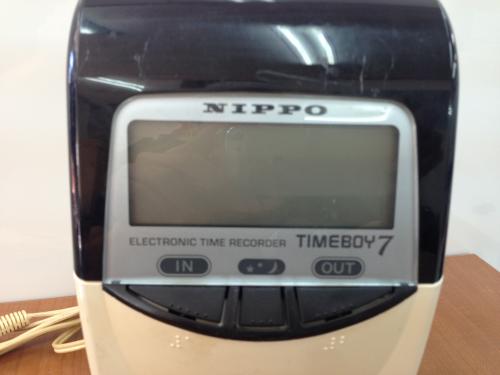 NIPPO
ELECTRONIC TIME RECORDER TIMEBOY7
IN OUT